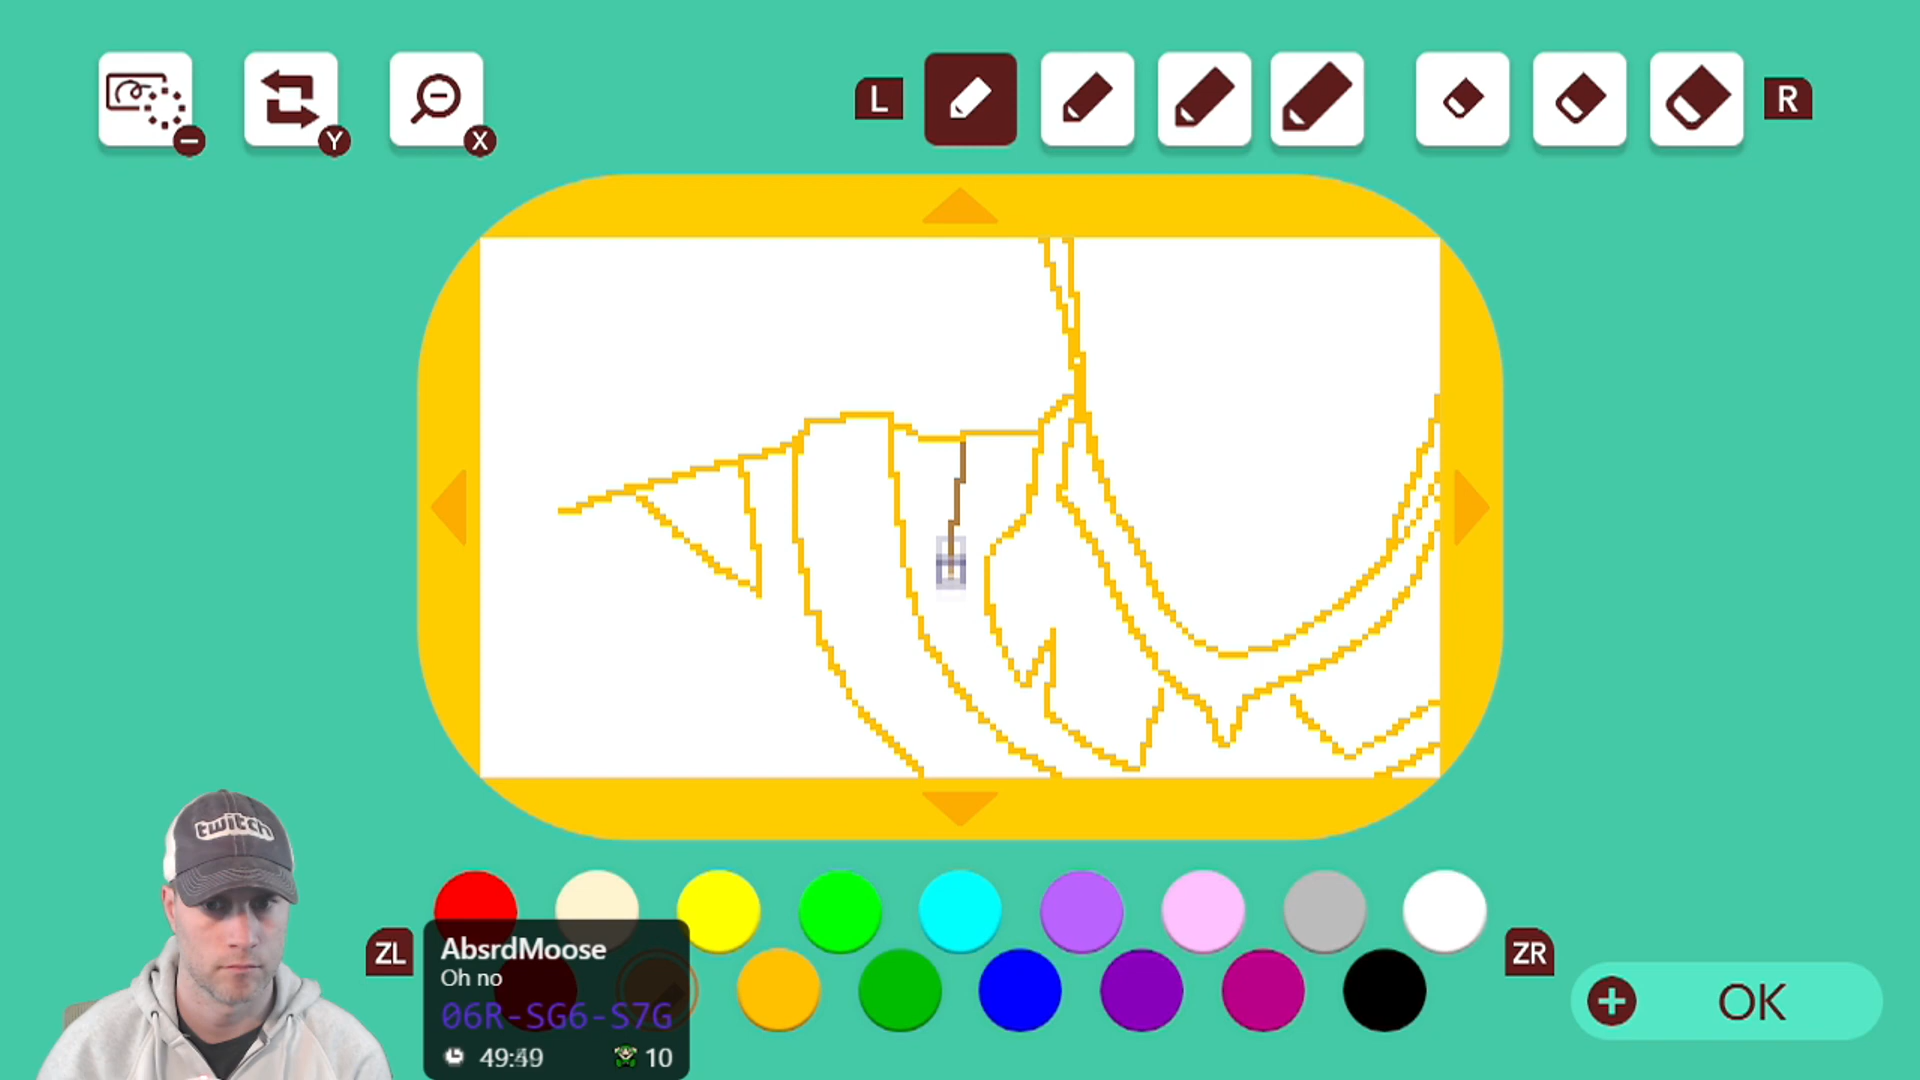 L
R
Y
X
twitch
ZL
ZR
AbsrdMoose
Oh no
06R-SG6-S7G
49:49
10
OK